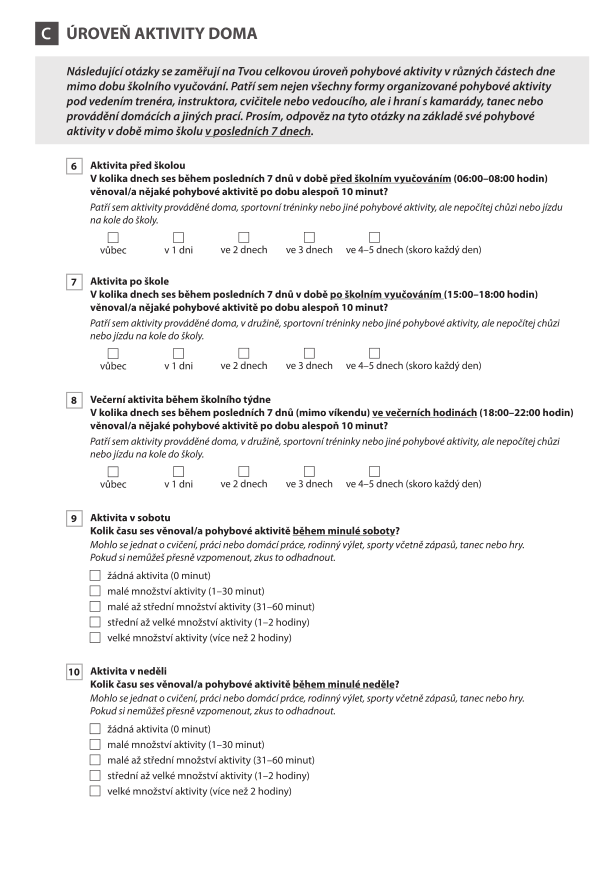 C ÚROVEŇ AKTIVITY DOMA
Následující otázky se zaměřují na Tvou celkovou úroveň pohybové aktivity v různých částech dne
mimo dobu školního vyučování. Patří sem nejen všechny formy organizované pohybové aktivity
pod vedením trenéra, instruktora, cvičitele nebo vedoucího, ale i hraní s kamarády, tanec nebo
provádění domácích a jiných prací. Prosím, odpověz na tyto otázky na základě své pohybové
aktivity v době mimo školu v posledních 7 dnech.
6 Aktivita před školou
V kolika dnech ses během posledních 7 dnů v době před školním vyučováním (06:00–08:00 hodin)
věnoval/a nějaké pohybové aktivitě po dobu alespoň 10 minut?
Patří sem aktivity prováděné doma, sportovní tréninky nebo jiné pohybové aktivity, ale nepočítej chůzi nebo jízdu
na kole do školy.
vůbec v 1 dni ve 2 dnech ve 3 dnech ve 4–5 dnech (skoro každý den)
7 Aktivita po škole
V kolika dnech ses během posledních 7 dnů v době po školním vyučováním (15:00–18:00 hodin)
věnoval/a nějaké pohybové aktivitě po dobu alespoň 10 minut?
Patří sem aktivity prováděné doma, v družině, sportovní tréninky nebo jiné pohybové aktivity, ale nepočítej chůzi
nebo jízdu na kole do školy.
vůbec v 1 dni ve 2 dnech ve 3 dnech ve 4–5 dnech (skoro každý den)
8 Večerní aktivita během školního týdne
V kolika dnech ses během posledních 7 dnů (mimo víkendu) ve večerních hodinách (18:00–22:00 hodin)
věnoval/a nějaké pohybové aktivitě po dobu alespoň 10 minut?
Patří sem aktivity prováděné doma, v družině, sportovní tréninky nebo jiné pohybové aktivity, ale nepočítej chůzi
nebo jízdu na kole do školy.
vůbec v 1 dni ve 2 dnech ve 3 dnech ve 4–5 dnech (skoro každý den)
9 Aktivita v sobotu
Kolik času ses věnoval/a pohybové aktivitě během minulé soboty?
Mohlo se jednat o cvičení, práci nebo domácí práce, rodinný výlet, sporty včetně zápasů, tanec nebo hry.
Pokud si nemůžeš přesně vzpomenout, zkus to odhadnout.
žádná aktivita (0 minut)
malé množství aktivity (1–30 minut)
malé až střední množství aktivity (31–60 minut)
střední až velké množství aktivity (1–2 hodiny)
velké množství aktivity (více než 2 hodiny)
10 Aktivita v neděli
Kolik času ses věnoval/a pohybové aktivitě během minulé neděle?
Mohlo se jednat o cvičení, práci nebo domácí práce, rodinný výlet, sporty včetně zápasů, tanec nebo hry.
Pokud si nemůžeš přesně vzpomenout, zkus to odhadnout.
žádná aktivita (0 minut)
malé množství aktivity (1–30 minut)
malé až střední množství aktivity (31–60 minut)
střední až velké množství aktivity (1–2 hodiny)
velké množství aktivity (více než 2 hodiny)